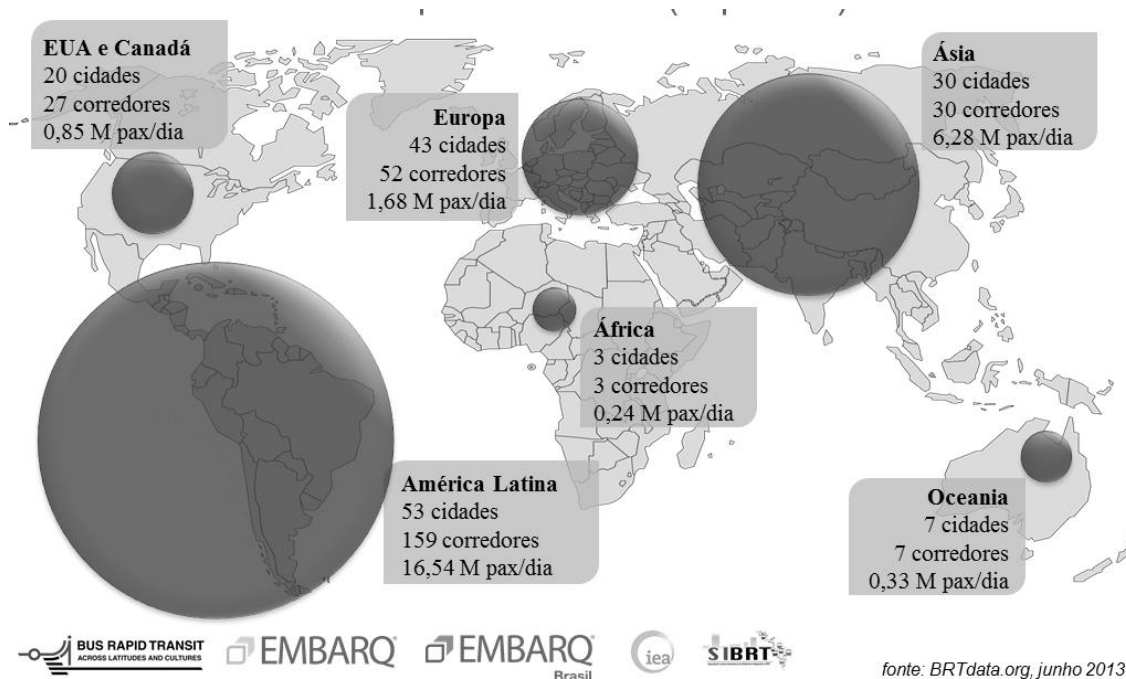 EUA e Canadá
20 cidades
27 corredores
0,85 M pax/dia
Europa
43 cidades
52 corredores
1,68 M pax/dia
Ásia
30 cidades
30 corredores
6,28 M pax/dia
África
3 cidades
3 corredores
0,24 M pax/dia
América Latina
53 cidades
159 corredores
16,54 M pax/dia
Oceania
7 cidades
7 corredores
0,33 M pax/dia
BUS RAPID TRANSIT
ACROSS LATITUDES AND CULTURES
EMBARQ®
EMBARQ®
Brasil
iea
SIBRT
fonte: BRTdata.org, junho 2013